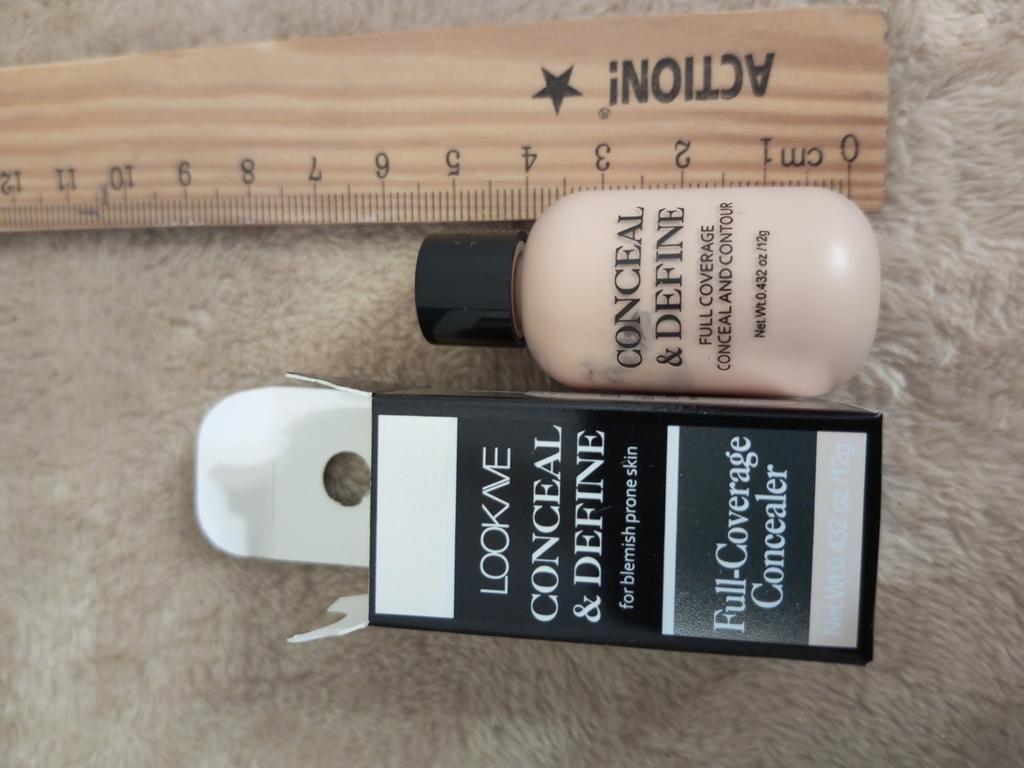 ACTION!
®
0 cm 1 2 3 4 5 6 7 8 9 10 11 12
CONCEAL
& DEFINE
FULL COVERAGE
CONCEAL AND CONTOUR
Net.Wt.0.432 oz /12g
LOOKAVE
CONCEAL
& DEFINE
for blemish prone skin
Full-Coverage
Concealer
Net.Wt.0.432 oz /12g